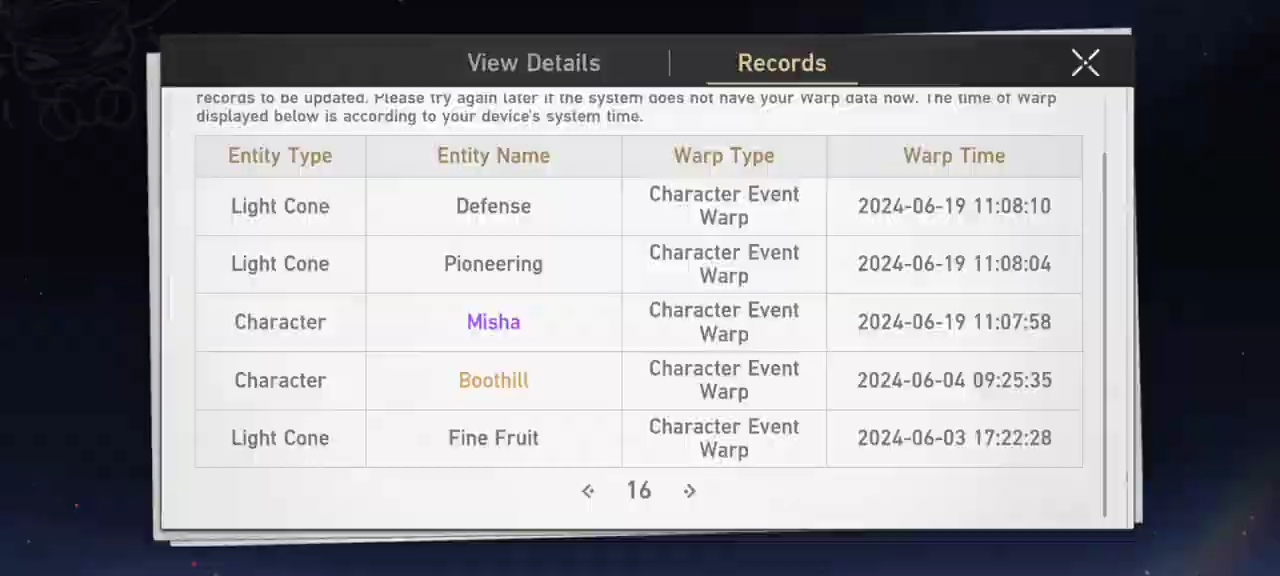 View Details
Records
records to be updated. Please try again later if the system does not have your Warp data now. The time of Warp
displayed below is according to your device's system time.
Entity Type Entity Name Warp Type Warp Time
Light Cone Defense Character Event Warp 2024-06-19 11:08:10
Light Cone Pioneering Character Event Warp 2024-06-19 11:08:04
Character Misha Character Event Warp 2024-06-19 11:07:58
Character Boothill Character Event Warp 2024-06-04 09:25:35
Light Cone Fine Fruit Character Event Warp 2024-06-03 17:22:28
16